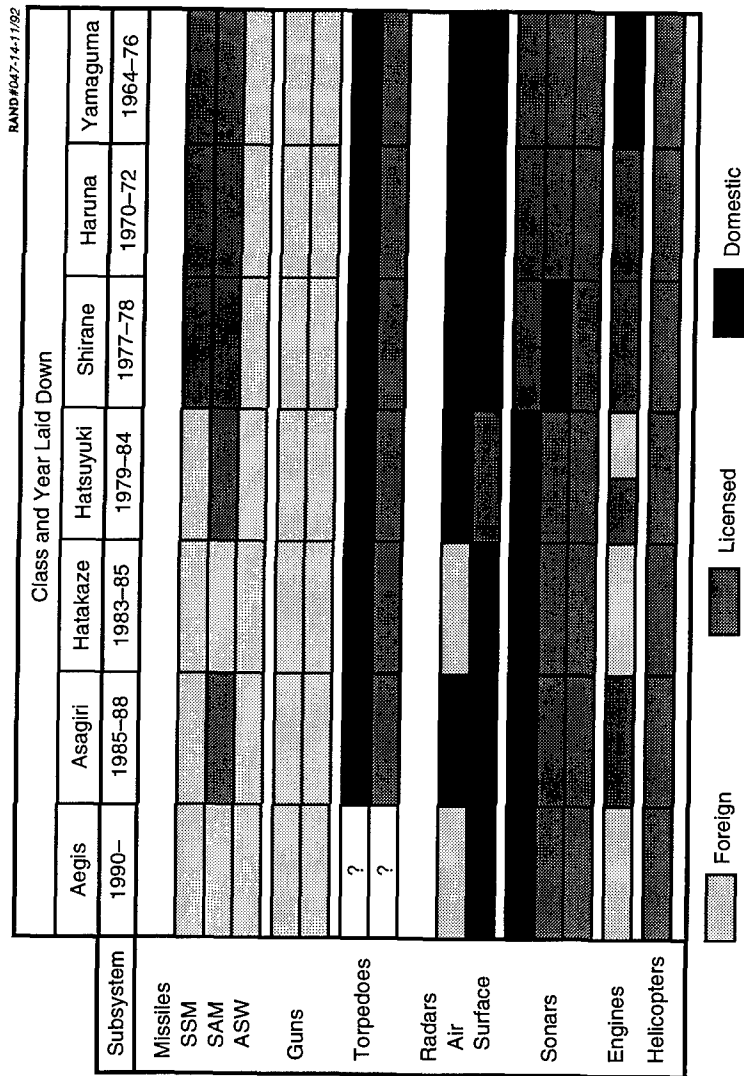 RAND#047-14-11/92
Class and Year Laid Down
Aegis Asagiri Hatakaze Hatsuyuki Shirane Haruna Yamaguma
Subsystem 1990– 1985–88 1983–85 1979–84 1977–78 1970–72 1964–76
Missiles
SSM
SAM
ASW
Guns
Torpedoes ?
?
Radars
Air
Surface
Sonars
Engines
Helicopters
Foreign Licensed Domestic